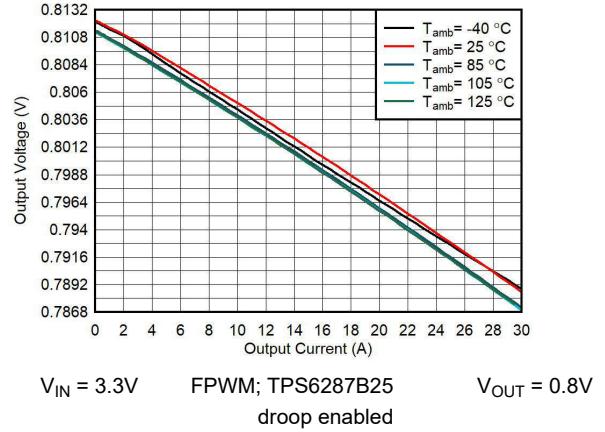 0.8132
0.8108
0.8084
0.806
0.8036
0.8012
0.7988
0.7964
0.794
0.7916
0.7892
0.7868
Output Voltage (V)
T_amb= -40 °C
T_amb= 25 °C
T_amb= 85 °C
T_amb= 105 °C
T_amb= 125 °C
0 2 4 6 8 10 12 14 16 18 20 22 24 26 28 30
Output Current (A)
V_IN = 3.3V FPWM; TPS6287B25 V_OUT = 0.8V
droop enabled